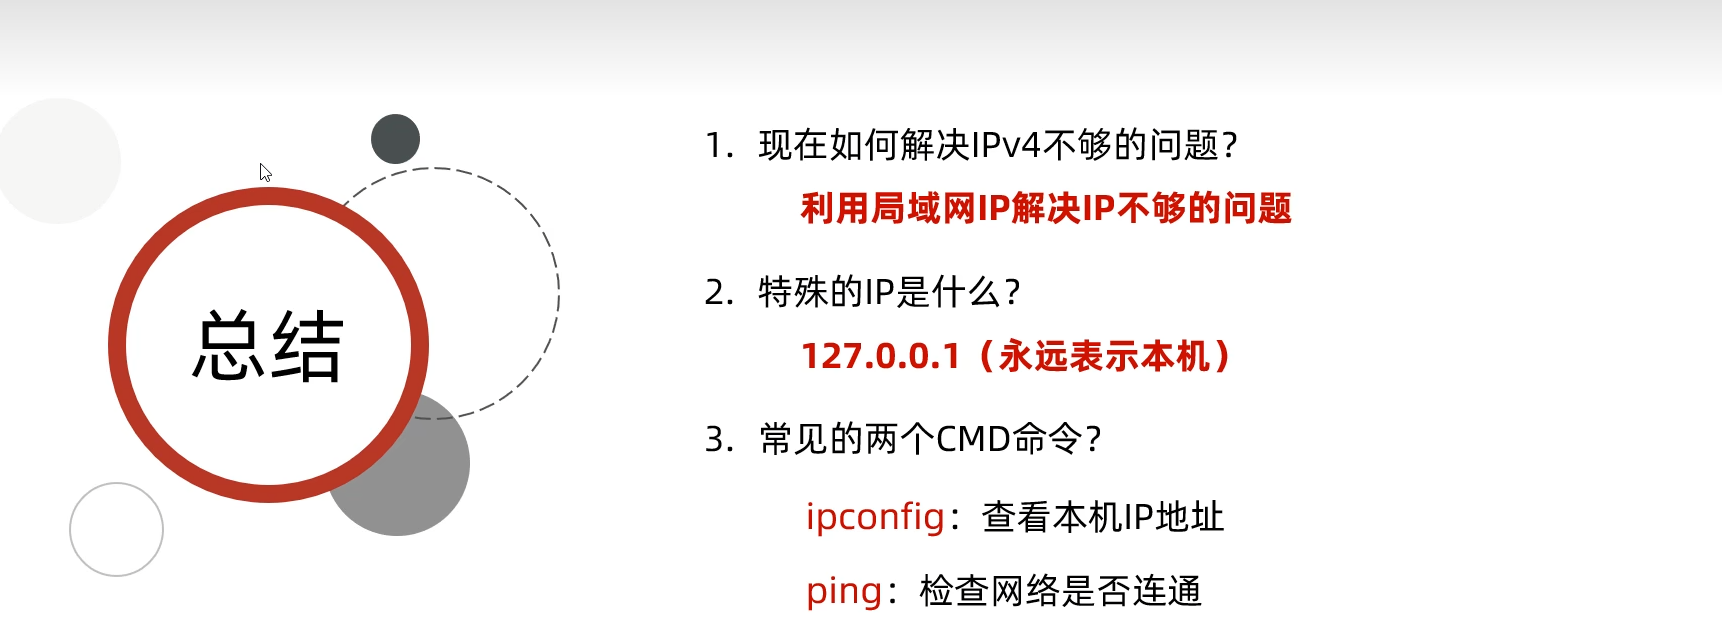 总结
1. 现在如何解决IPv4不够的问题?
利用局域网IP解决IP不够的问题
2. 特殊的IP是什么?
127.0.0.1（永远表示本机）
3. 常见的两个CMD命令?
ipconfig：查看本机IP地址
ping：检查网络是否连通